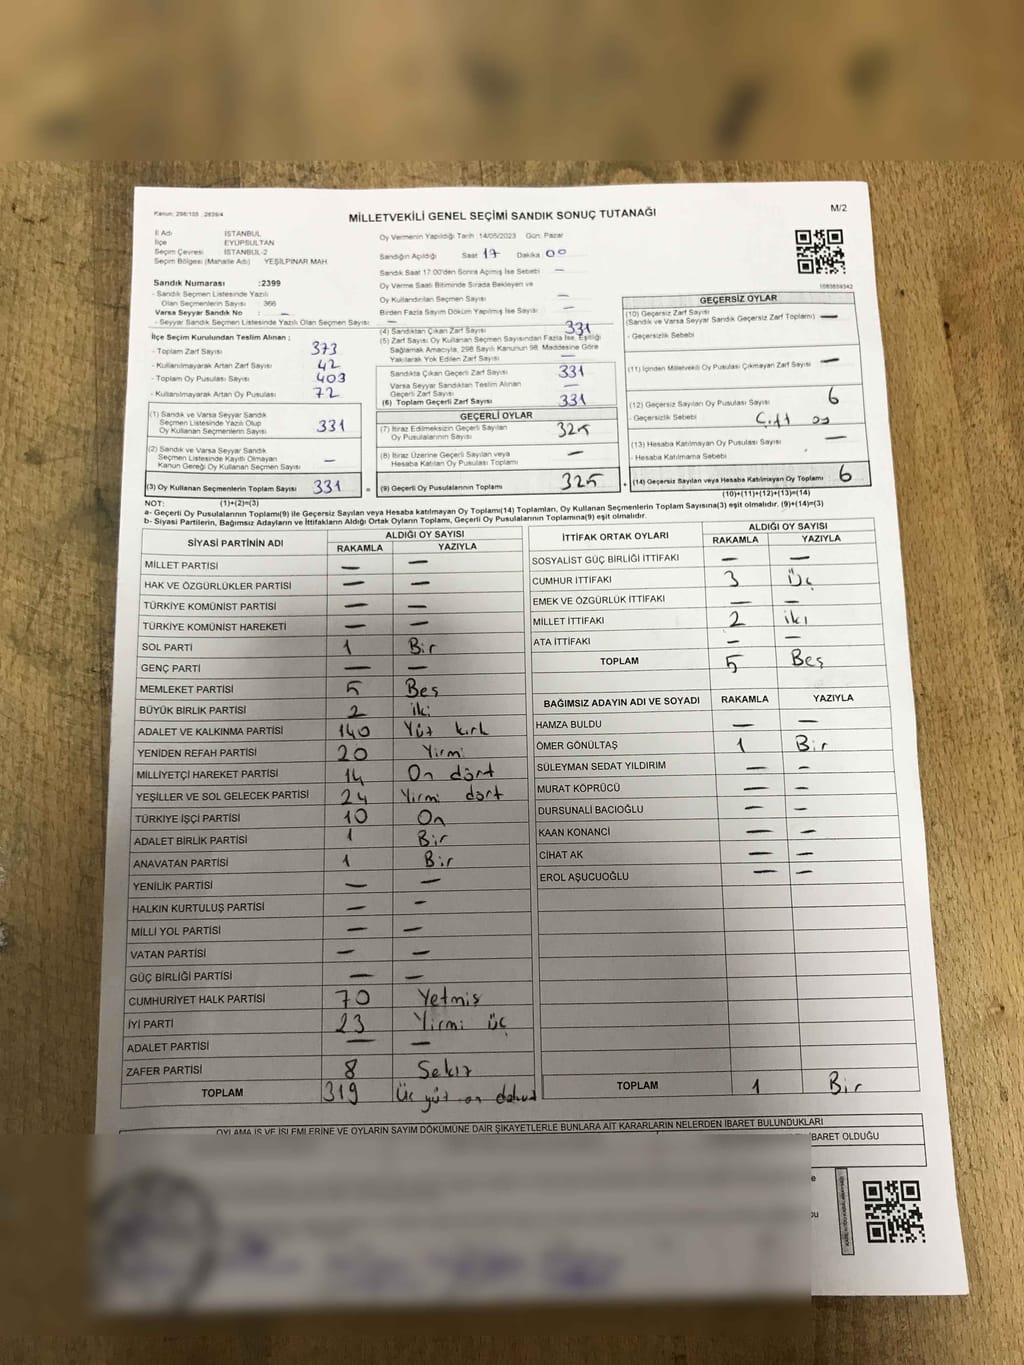 Kanun: 298/105 2839/4
MİLLETVEKİLİ GENEL SEÇİMİ SANDIK SONUÇ TUTANAĞI
M/2
İl Adı İSTANBUL
İlçe EYÜPSULTAN
Seçim Çevresi İSTANBUL-2
Seçim Bölgesi (Mahalle Adı) YEŞİLPINAR MAH.
Sandık Numarası :2399
- Sandık Seçmen Listesinde Yazılı
Olan Seçmenlerin Sayısı 366
Varsa Seyyar Sandık No : —
- Seyyar Sandık Seçmen Listesinde Yazılı Olan Seçmen Sayısı: —
İlçe Seçim Kurulundan Teslim Alınan ;
- Toplam Zarf Sayısı 373
- Kullanılmayarak Artan Zarf Sayısı 42
- Toplam Oy Pusulası Sayısı 403
- Kullanılmayarak Artan Oy Pusulası 72
(1) Sandık ve Varsa Seyyar Sandık
Seçmen Listesinde Yazılı Olup
Oy Kullanan Seçmenlerin Sayısı 331
(2) Sandık ve Varsa Seyyar Sandık
Seçmen Listesinde Kayıtlı Olmayan
Kanun Gereği Oy Kullanan Seçmen Sayısı —
(3) Oy Kullanan Seçmenlerin Toplam Sayısı 331 =
(1)+(2)=(3)
Oy Vermenin Yapıldığı Tarih :14/05/2023 Gün: Pazar
Sandığın Açıldığı Saat 17 Dakika 00
Sandık Saat 17:00'den Sonra Açılmış İse Sebebi —
Oy Verme Saati Bitiminde Sırada Bekleyen ve
Oy Kullandırılan Seçmen Sayısı —
Birden Fazla Sayım Döküm Yapılmış İse Sayısı —
(4) Sandıktan Çıkan Zarf Sayısı 331
(5) Zarf Sayısı Oy Kullanan Seçmen Sayısından Fazla İse, Eşitliği
Sağlamak Amacıyla, 298 Sayılı Kanunun 98. Maddesine Göre
Yakılarak Yok Edilen Zarf Sayısı —
Sandıkta Çıkan Geçerli Zarf Sayısı 331
Varsa Seyyar Sandıktan Teslim Alınan
Geçerli Zarf Sayısı —
(6) Toplam Geçerli Zarf Sayısı 331
GEÇERLİ OYLAR
(7) İtiraz Edilmeksizin Geçerli Sayılan
Oy Pusulalarının Sayısı 325
(8) İtiraz Üzerine Geçerli Sayılan veya
Hesaba Katılan Oy Pusulası Toplamı —
(9) Geçerli Oy Pusulalarının Toplamı 325 +
1083859342
GEÇERSİZ OYLAR
(10) Geçersiz Zarf Sayısı
(Sandık ve Varsa Seyyar Sandık Geçersiz Zarf Toplamı) —
- Geçersizlik Sebebi
(11) İçinden Milletvekili Oy Pusulası Çıkmayan Zarf Sayısı —
(12) Geçersiz Sayılan Oy Pusulası Sayısı 6
- Geçersizlik Sebebi Çift oy
(13) Hesaba Katılmayan Oy Pusulası Sayısı —
- Hesaba Katılmama Sebebi
(14) Geçersiz Sayılan veya Hesaba Katılmayan Oy Toplamı 6
(10)+(11)+(12)+(13)=(14)
NOT:
a- Geçerli Oy Pusulalarının Toplamı(9) ile Geçersiz Sayılan veya Hesaba katılmayan Oy Toplamı(14) Toplamları, Oy Kullanan Seçmenlerin Toplam Sayısına(3) eşit olmalıdır. (9)+(14)=(3)
b- Siyasi Partilerin, Bağımsız Adayların ve İttifakların Aldığı Ortak Oyların Toplamı, Geçerli Oy Pusulalarının Toplamına(9) eşit olmalıdır.
SİYASİ PARTİNİN ADI ALDIĞI OY SAYISI
RAKAMLA YAZIYLA
MİLLET PARTİSİ — —
HAK VE ÖZGÜRLÜKLER PARTİSİ — —
TÜRKİYE KOMÜNİST PARTİSİ — —
TÜRKİYE KOMÜNİST HAREKETİ — —
SOL PARTİ 1 Bir
GENÇ PARTİ — —
MEMLEKET PARTİSİ 5 Beş
BÜYÜK BİRLİK PARTİSİ 2 iki
ADALET VE KALKINMA PARTİSİ 140 Yüz kırk
YENİDEN REFAH PARTİSİ 20 Yirmi
MİLLİYETÇİ HAREKET PARTİSİ 14 On dört
YEŞİLLER VE SOL GELECEK PARTİSİ 24 Yirmi dört
TÜRKİYE İŞÇİ PARTİSİ 10 On
ADALET BİRLİK PARTİSİ 1 Bir
ANAVATAN PARTİSİ 1 Bir
YENİLİK PARTİSİ — —
HALKIN KURTULUŞ PARTİSİ — —
MİLLİ YOL PARTİSİ — —
VATAN PARTİSİ — —
GÜÇ BİRLİĞİ PARTİSİ — —
CUMHURİYET HALK PARTİSİ 70 Yetmiş
İYİ PARTİ 23 Yirmi üç
ADALET PARTİSİ — —
ZAFER PARTİSİ 8 Sekiz
TOPLAM 319 Üç yüz on dokuz
İTTİFAK ORTAK OYLARI ALDIĞI OY SAYISI
RAKAMLA YAZIYLA
SOSYALİST GÜÇ BİRLİĞİ İTTİFAKI — —
CUMHUR İTTİFAKI 3 Üç
EMEK VE ÖZGÜRLÜK İTTİFAKI — —
MİLLET İTTİFAKI 2 iki
ATA İTTİFAKI — —
TOPLAM 5 Beş
BAĞIMSIZ ADAYIN ADI VE SOYADI RAKAMLA YAZIYLA
HAMZA BULDU — —
ÖMER GÖNÜLTAŞ 1 Bir
SÜLEYMAN SEDAT YILDIRIM — —
MURAT KÖPRÜCÜ — —
DURSUNALİ BACIOĞLU — —
KAAN KONANCİ — —
CİHAT AK — —
EROL AŞUCUOĞLU — —
TOPLAM 1 Bir
OYLAMA İŞ VE İŞLEMLERİNE VE OYLARIN SAYIM DÖKÜMÜNE DAİR ŞİKAYETLERLE BUNLARA AİT KARARLARIN NELERDEN İBARET BULUNDUKLARI
İBARET OLDUĞU